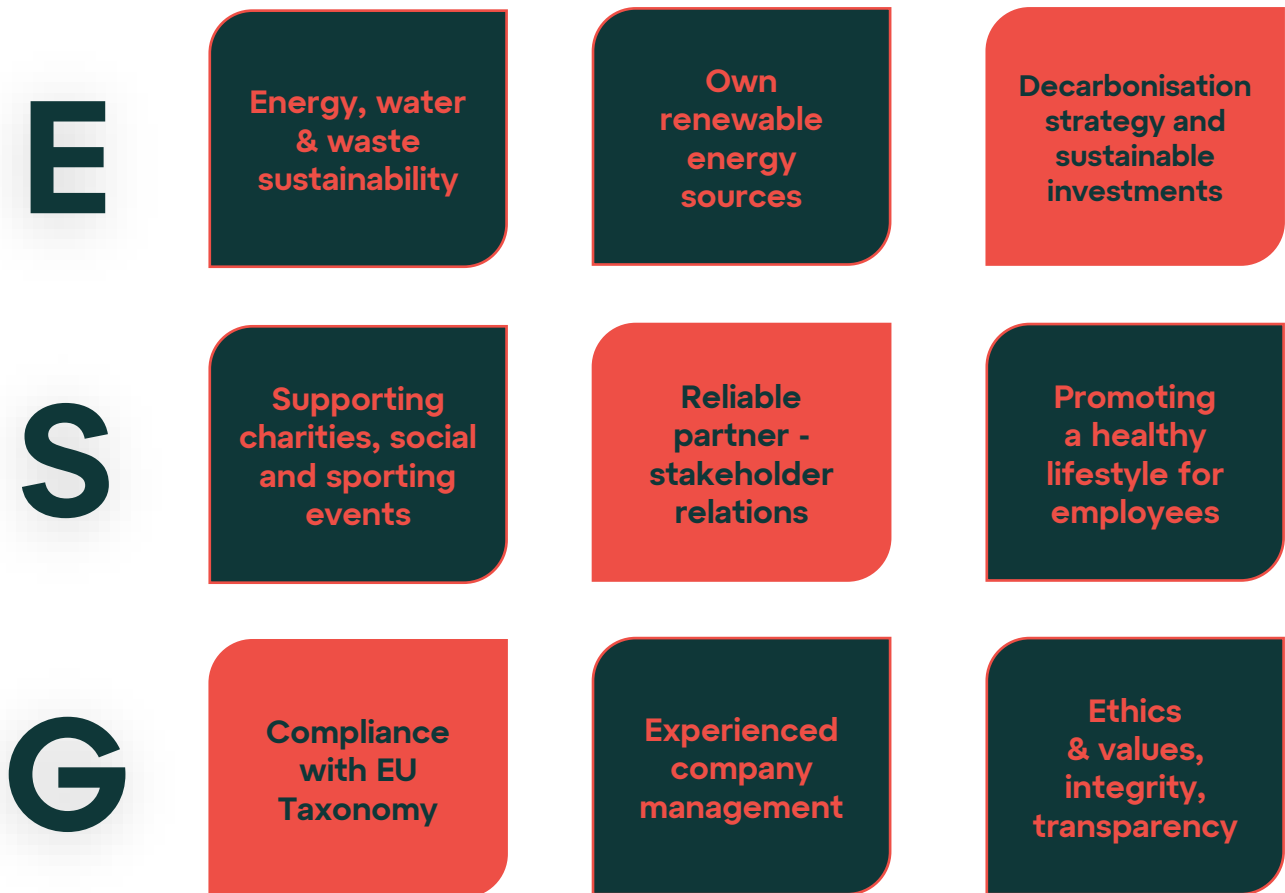 E
Energy, water
& waste
sustainability
Own
renewable
energy
sources
Decarbonisation
strategy and
sustainable
investments
S
Supporting
charities, social
and sporting
events
Reliable
partner -
stakeholder
relations
Promoting
a healthy
lifestyle for
employees
G
Compliance
with EU
Taxonomy
Experienced
company
management
Ethics
& values,
integrity,
transparency